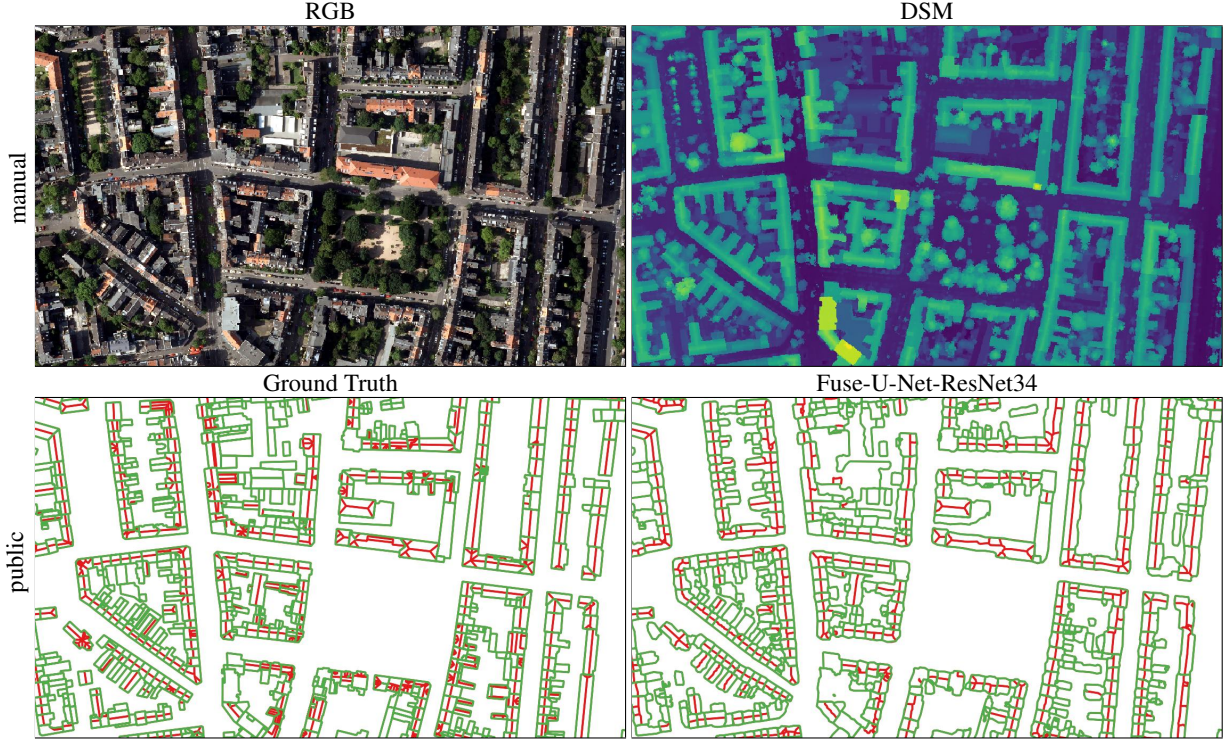 RGB
DSM
manual
Ground Truth
Fuse-U-Net-ResNet34
public